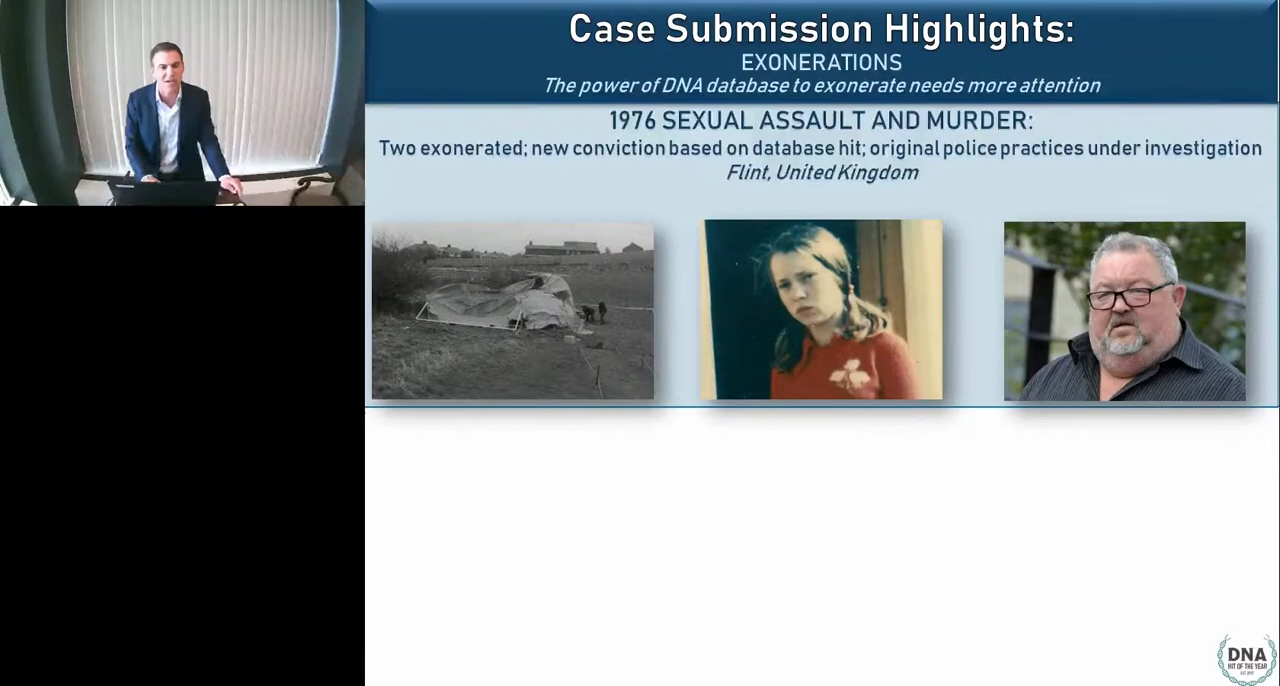 Case Submission Highlights:
EXONERATIONS
The power of DNA database to exonerate needs more attention
1976 SEXUAL ASSAULT AND MURDER:
Two exonerated; new conviction based on database hit; original police practices under investigation
Flint, United Kingdom
DNA
HIT OF THE YEAR